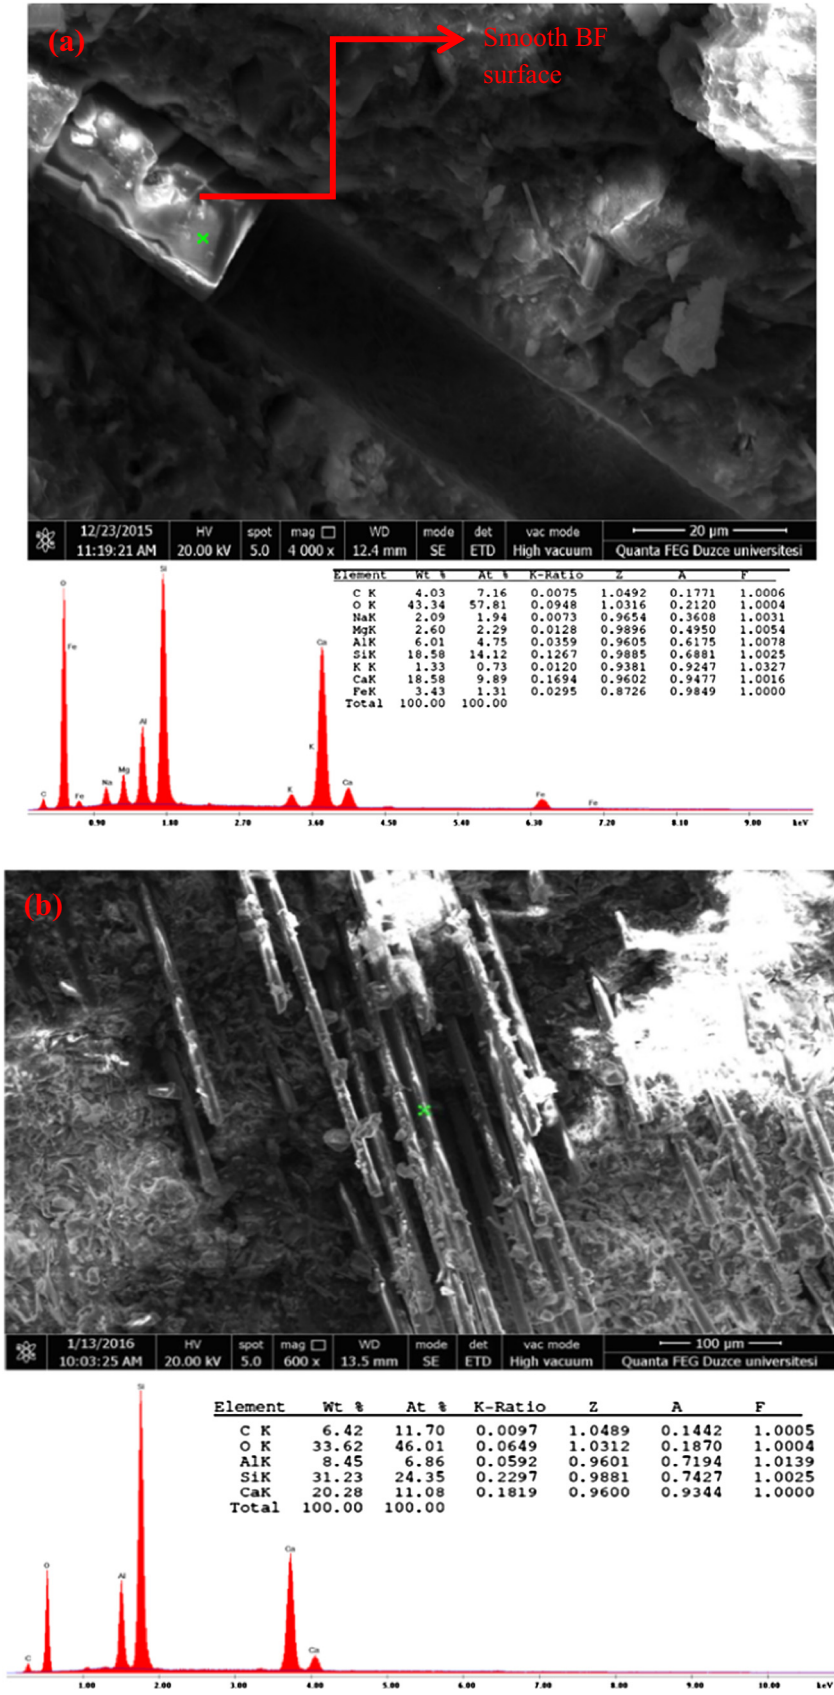 (a)
Smooth BF
surface
12/23/2015 HV spot mag WD mode det vac mode 20 µm
11:19:21 AM 20.00 kV 5.0 4 000 x 12.4 mm SE ETD High vacuum Quanta FEG Duzce universitesi
Element Wt % At % K-Ratio Z A F
C K 4.03 7.16 0.0075 1.0492 0.1771 1.0006
O K 43.34 57.81 0.0948 1.0316 0.2120 1.0004
NaK 2.09 1.94 0.0073 0.9654 0.3608 1.0031
MgK 2.60 2.29 0.0128 0.9896 0.4950 1.0054
AlK 6.01 4.75 0.0359 0.9605 0.6175 1.0078
SiK 18.58 14.12 0.1267 0.9885 0.6881 1.0025
K K 1.33 0.73 0.0120 0.9381 0.9247 1.0327
CaK 18.58 9.89 0.1694 0.9602 0.9477 1.0016
FeK 3.43 1.31 0.0295 0.8726 0.9849 1.0000
Total 100.00 100.00
Si
O
Fe
Ca
Al
K
Mg
Na
Ca
C Fe K Fe Fe
0.90 1.80 2.70 3.60 4.50 5.40 6.30 7.20 8.10 9.00 keV
(b)
1/13/2016 HV spot mag WD mode det vac mode 100 µm
10:03:25 AM 20.00 kV 5.0 600 x 13.5 mm SE ETD High vacuum Quanta FEG Duzce universitesi
Si
Element Wt % At % K-Ratio Z A F
C K 6.42 11.70 0.0097 1.0489 0.1442 1.0005
O K 33.62 46.01 0.0649 1.0312 0.1870 1.0004
AlK 8.45 6.86 0.0592 0.9601 0.7194 1.0139
SiK 31.23 24.35 0.2297 0.9881 0.7427 1.0025
CaK 20.28 11.08 0.1819 0.9600 0.9344 1.0000
Total 100.00 100.00
Ca
O
Al
Ca
C
1.00 2.00 3.00 4.00 5.00 6.00 7.00 8.00 9.00 10.00 keV